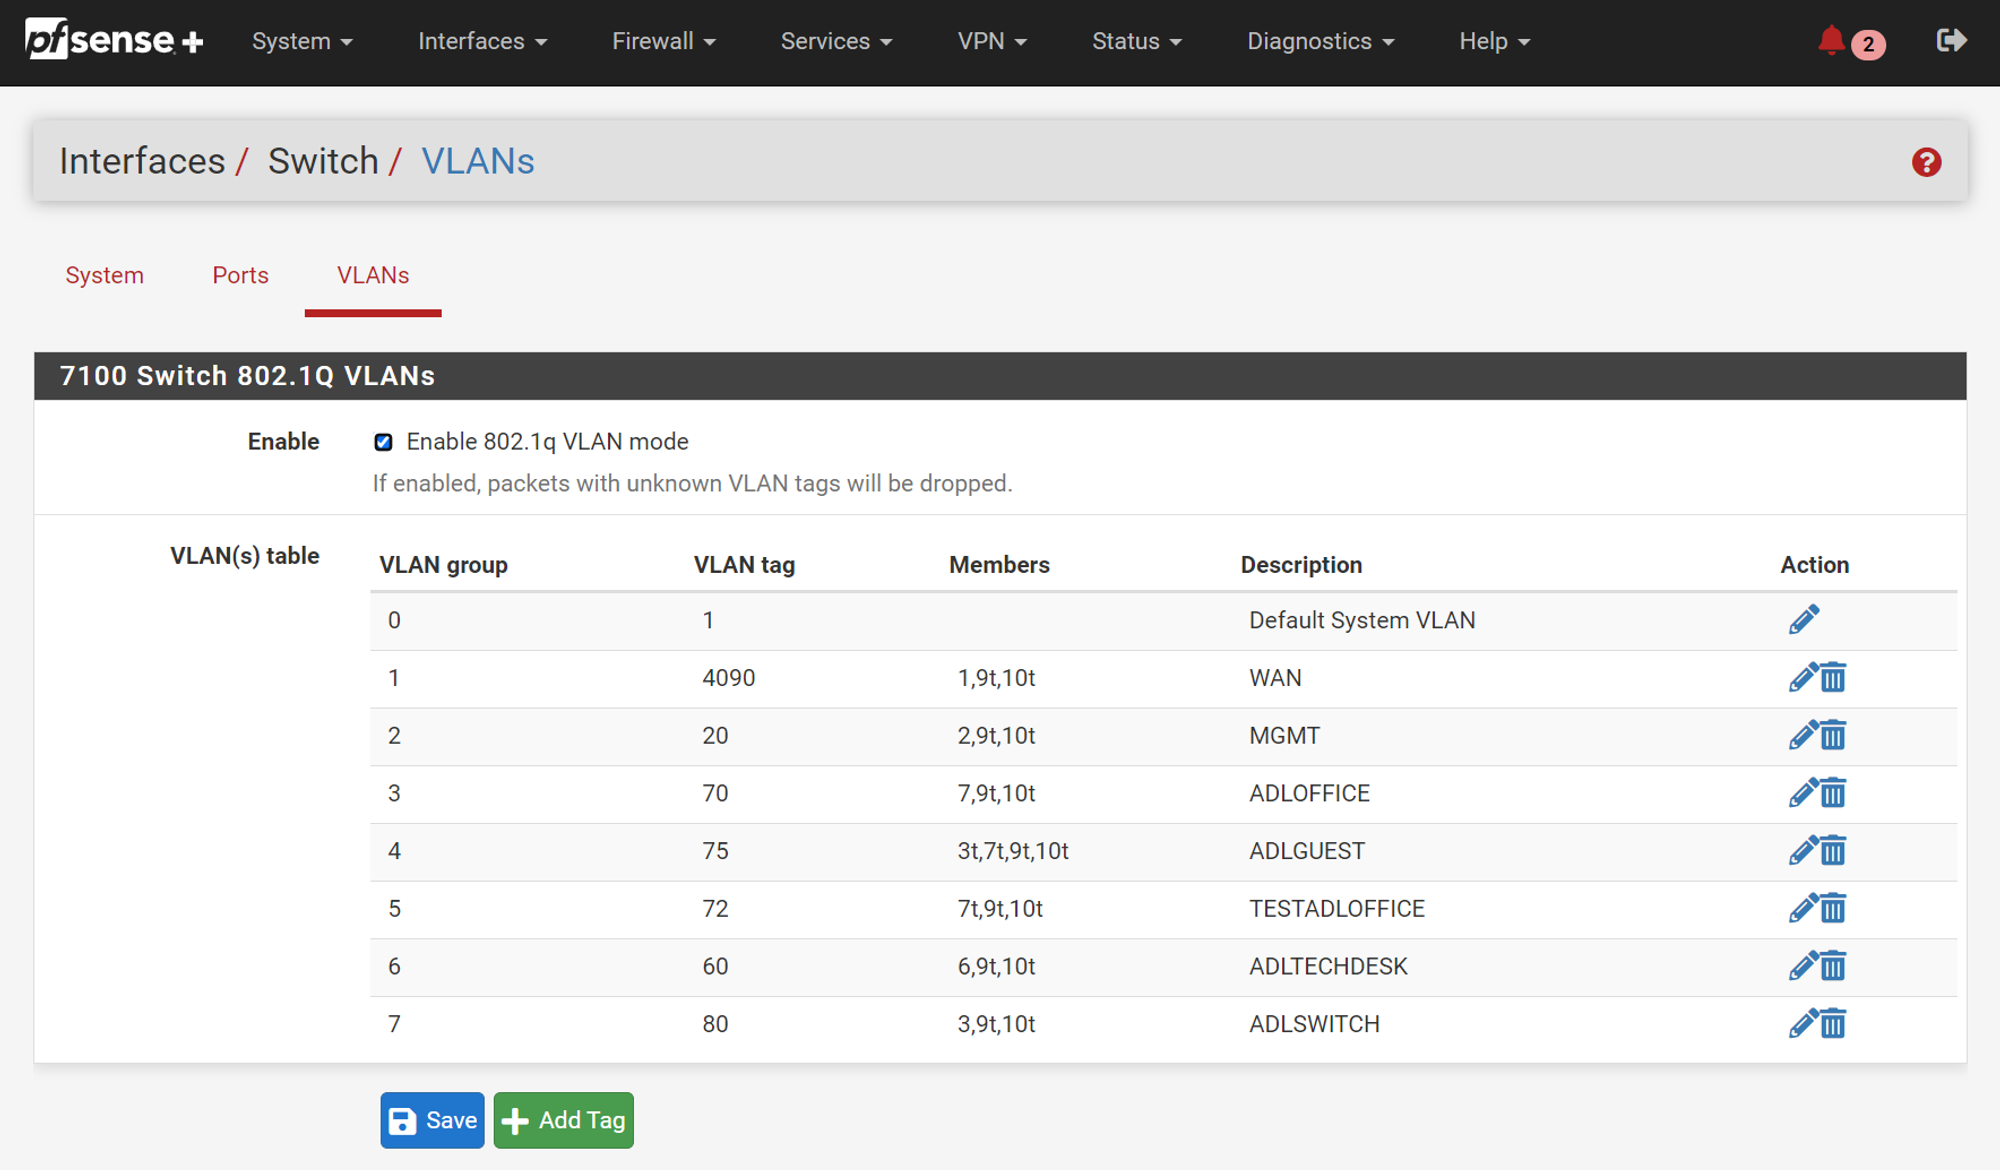 pfsense + System Interfaces Firewall Services VPN Status Diagnostics Help 2
Interfaces / Switch / VLANs ?
System Ports VLANs
7100 Switch 802.1Q VLANs
Enable Enable 802.1q VLAN mode
If enabled, packets with unknown VLAN tags will be dropped.
VLAN(s) table VLAN group VLAN tag Members Description Action
0 1 Default System VLAN
1 4090 1,9t,10t WAN
2 20 2,9t,10t MGMT
3 70 7,9t,10t ADLOFFICE
4 75 3t,7t,9t,10t ADLGUEST
5 72 7t,9t,10t TESTADLOFFICE
6 60 6,9t,10t ADLTECHDESK
7 80 3,9t,10t ADLSWITCH
Save Add Tag